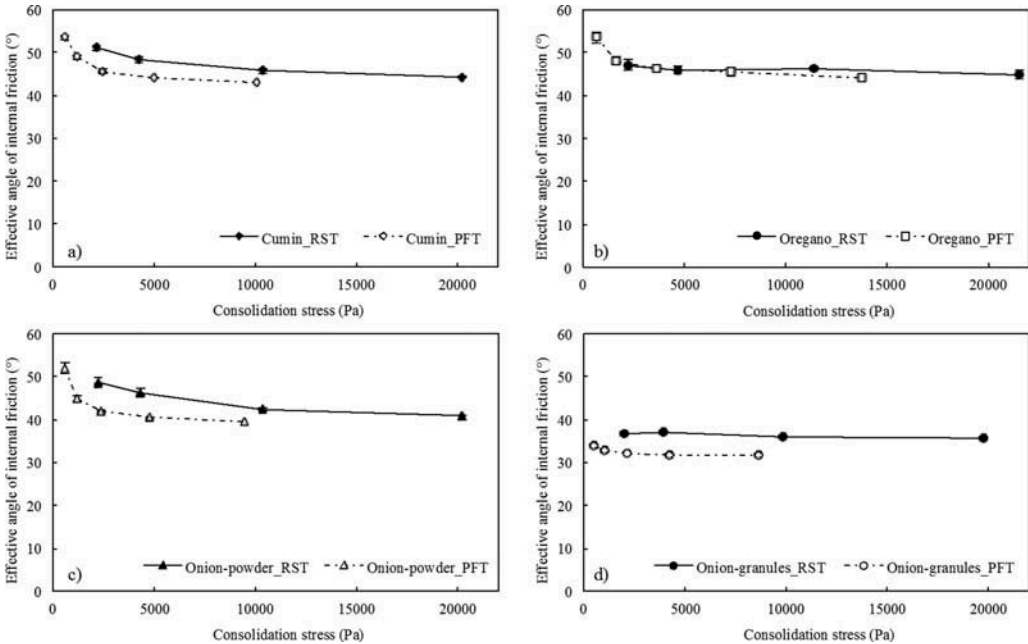 60
50
40
30
20
10
0
0 5000 10000 15000 20000
Effective angle of internal friction (°)
Consolidation stress (Pa)
a)
Cumin_RST Cumin_PFT
60
50
40
30
20
10
0
0 5000 10000 15000 20000
Effective angle of internal friction (°)
Consolidation stress (Pa)
b)
Oregano_RST Oregano_PFT
60
50
40
30
20
10
0
0 5000 10000 15000 20000
Effective angle of internal friction (°)
Consolidation stress (Pa)
c)
Onion-powder_RST Onion-powder_PFT
60
50
40
30
20
10
0
0 5000 10000 15000 20000
Effective angle of internal friction (°)
Consolidation stress (Pa)
d)
Onion-granules_RST Onion-granules_PFT